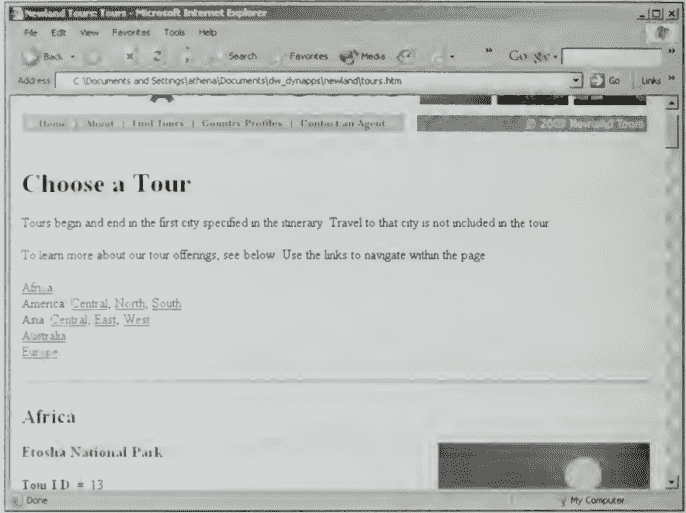 Newland Tours: Tours - Microsoft Internet Explorer
File Edit View Favorites Tools Help
Back Search Favorites Media Google
Address C:\Documents and Settings\athena\Documents\dw_dynapps\newland\tours.htm Go Links
Home | About | Find Tours | Country Profiles | Contact an Agent
© 2003 Newland Tours
Choose a Tour
Tours begin and end in the first city specified in the itinerary. Travel to that city is not included in the tour
To learn more about our tour offerings, see below. Use the links to navigate within the page
Africa
America: Central, North, South
Asia: Central, East, West
Australia
Europe
Africa
Etosha National Park
Tour ID = 13
Done My Computer